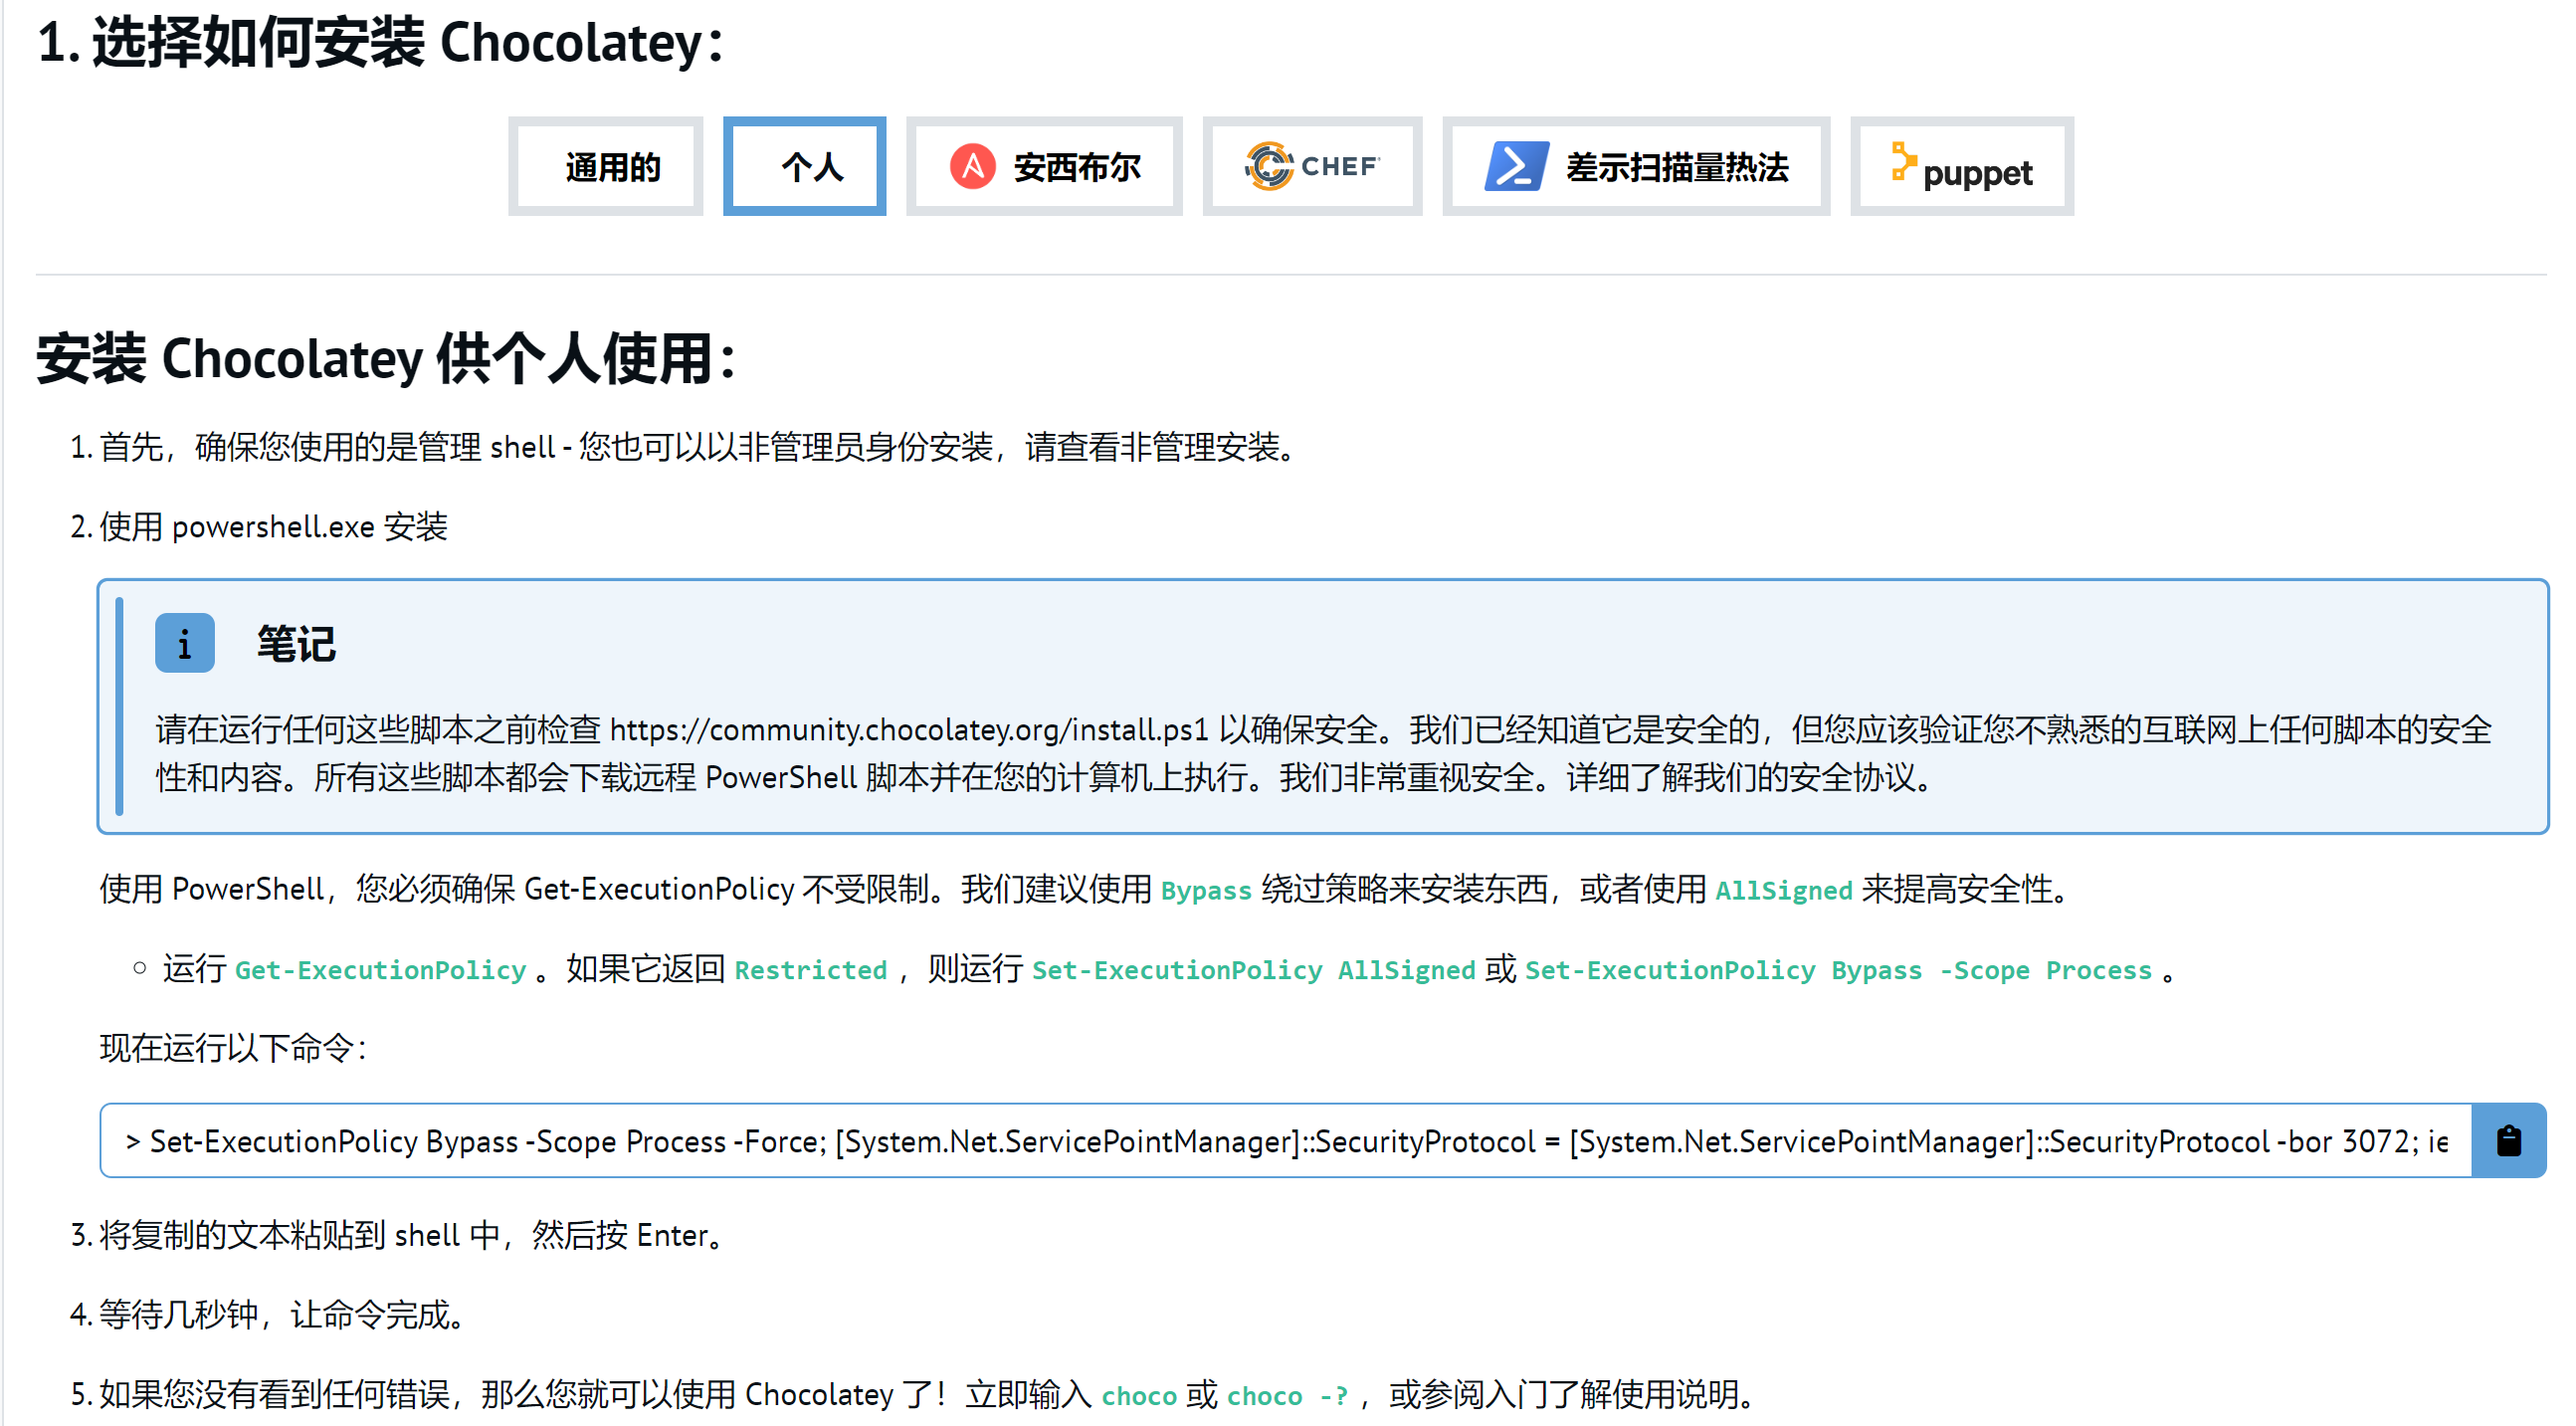 1. 选择如何安装 Chocolatey：
通用的
个人
安西布尔
CHEF
差示扫描量热法
puppet
安装 Chocolatey 供个人使用：
1. 首先，确保您使用的是管理 shell - 您也可以以非管理员身份安装，请查看非管理安装。
2. 使用 powershell.exe 安装
笔记
请在运行任何这些脚本之前检查 https://community.chocolatey.org/install.ps1 以确保安全。我们已经知道它是安全的，但您应该验证您不熟悉的互联网上任何脚本的安全
性和内容。所有这些脚本都会下载远程 PowerShell 脚本并在您的计算机上执行。我们非常重视安全。详细了解我们的安全协议。
使用 PowerShell，您必须确保 Get-ExecutionPolicy 不受限制。我们建议使用 Bypass 绕过策略来安装东西，或者使用 AllSigned 来提高安全性。
运行 Get-ExecutionPolicy 。如果它返回 Restricted ，则运行 Set-ExecutionPolicy AllSigned 或 Set-ExecutionPolicy Bypass -Scope Process 。
现在运行以下命令：
> Set-ExecutionPolicy Bypass -Scope Process -Force; [System.Net.ServicePointManager]::SecurityProtocol = [System.Net.ServicePointManager]::SecurityProtocol -bor 3072; ie
3. 将复制的文本粘贴到 shell 中，然后按 Enter。
4. 等待几秒钟，让命令完成。
5. 如果您没有看到任何错误，那么您就可以使用 Chocolatey 了！立即输入 choco 或 choco -? ，或参阅入门了解使用说明。